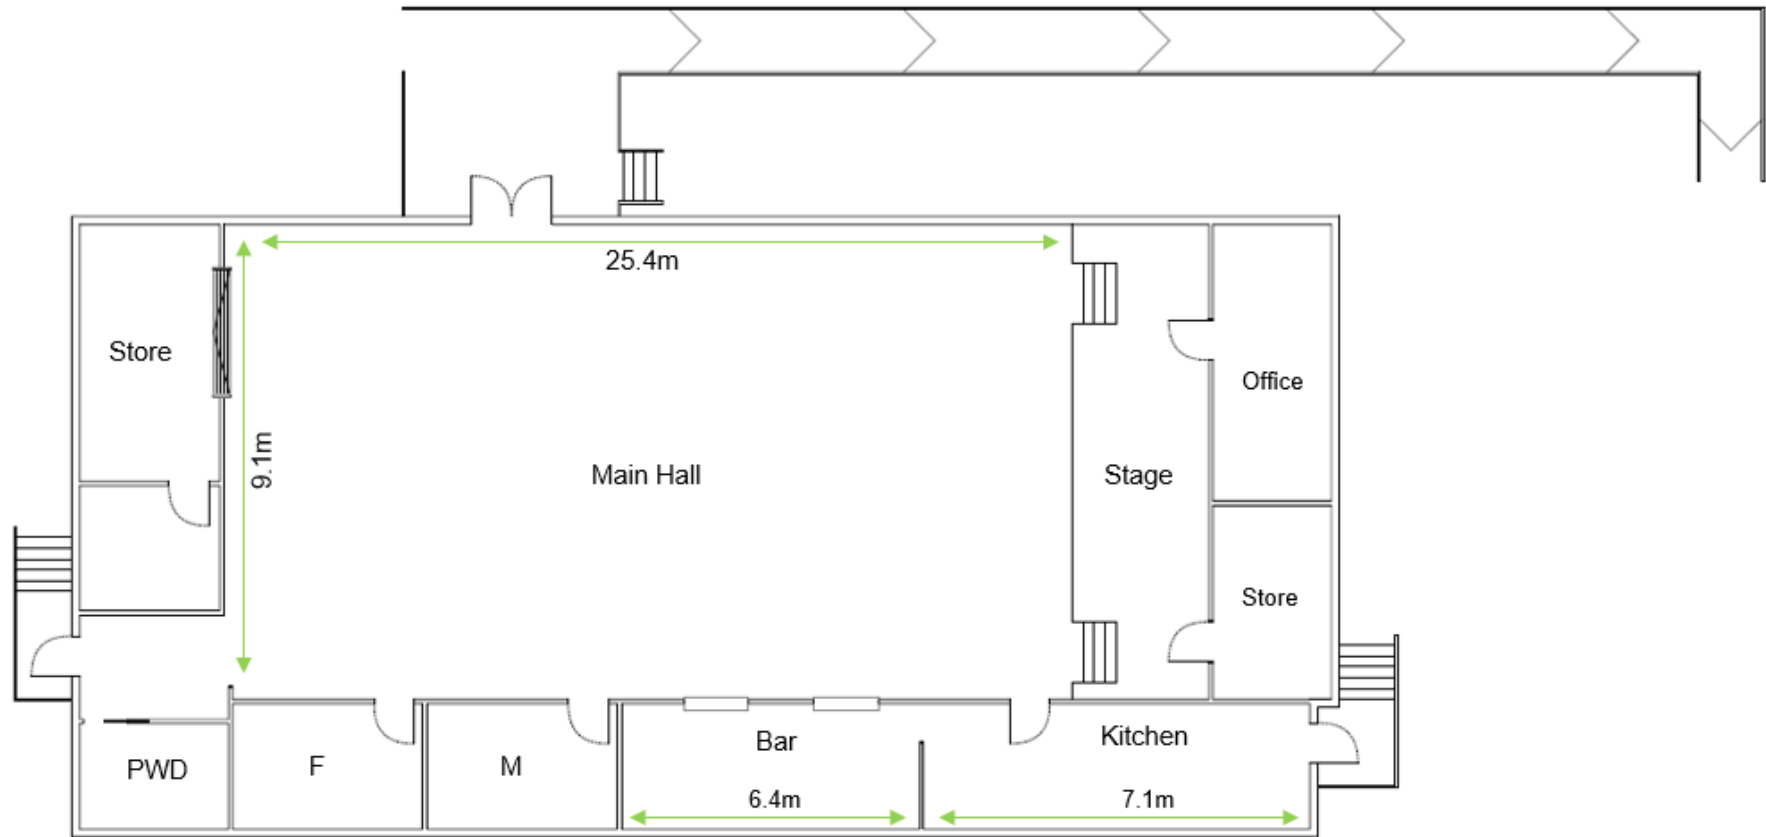 25.4m
Store
Office
9.1m
Main Hall
Stage
Store
Bar
Kitchen
PWD
F
M
6.4m
7.1m